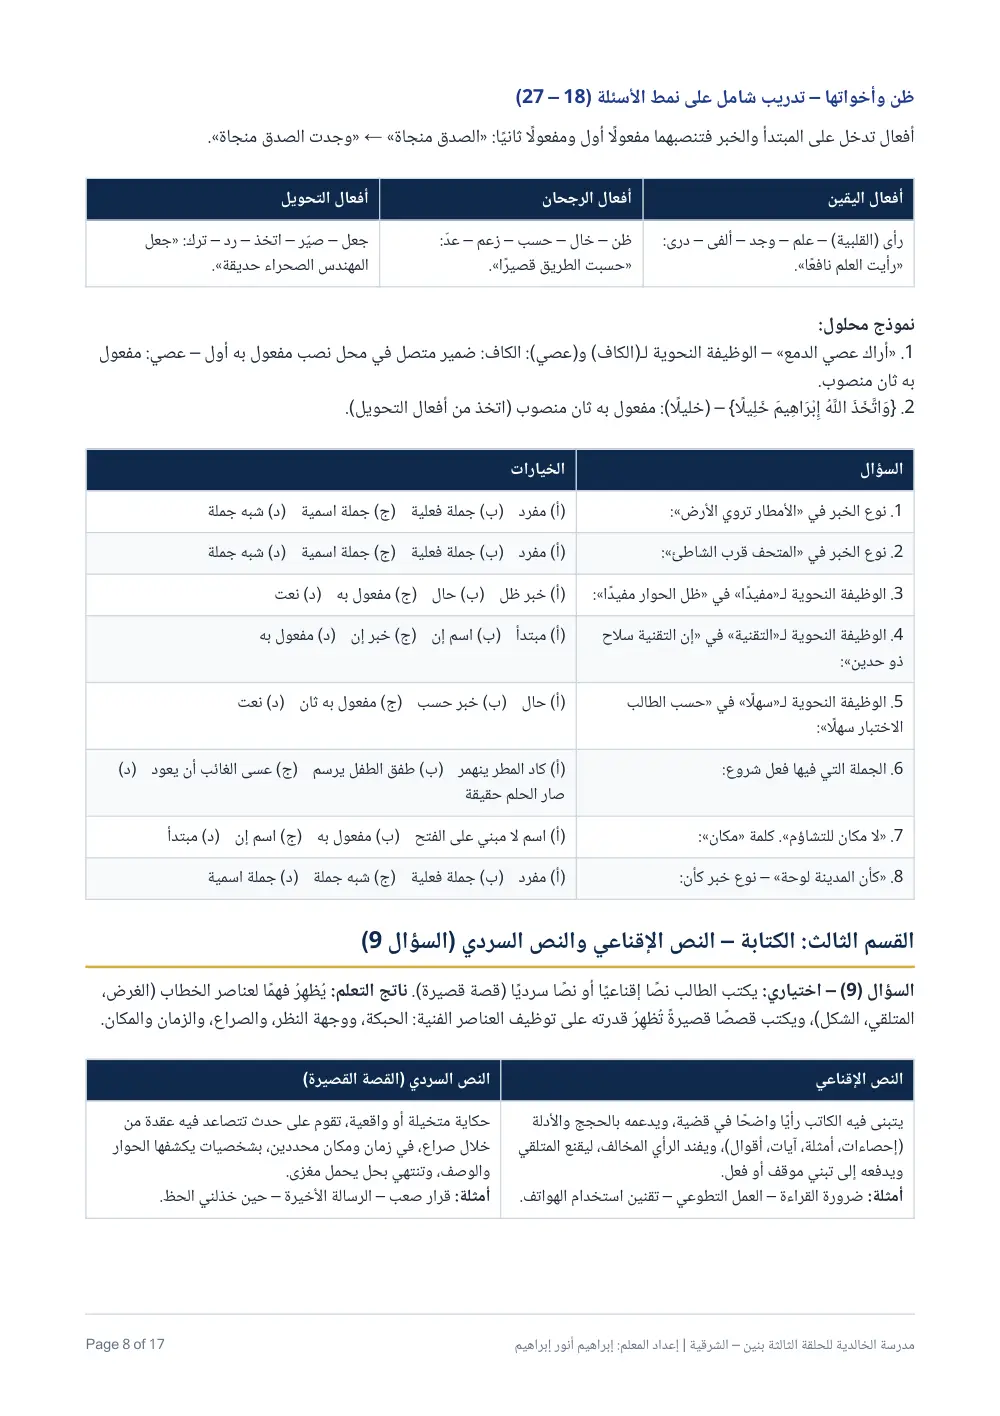 ظن وأخواتها – تدريب شامل على نمط الأسئلة (18 – 27)
أفعال تدخل على المبتدأ والخبر فتنصبهما مفعولًا أول ومفعولًا ثانيًا: «الصدق منجاة» ← «وجدت الصدق منجاة».
أفعال اليقين
أفعال الرجحان
أفعال التحويل
رأى (القلبية) – علم – وجد – ألفى – درى:
«رأيت العلم نافعًا».
ظن – خال – حسب – زعم – عدّ:
«حسبت الطريق قصيرًا».
جعل – صيّر – اتخذ – رد – ترك: «جعل
المهندس الصحراء حديقة».
نموذج محلول:
1. «أراك عصي الدمع» – الوظيفة النحوية لـ(الكاف) و(عصي): الكاف: ضمير متصل في محل نصب مفعول به أول – عصي: مفعول
به ثان منصوب.
2. {وَاتَّخَذَ اللَّهُ إِبْرَاهِيمَ خَلِيلًا} – (خليلًا): مفعول به ثان منصوب (اتخذ من أفعال التحويل).
السؤال
الخيارات
1. نوع الخبر في «الأمطار تروي الأرض»:
(أ) مفرد (ب) جملة فعلية (ج) جملة اسمية (د) شبه جملة
2. نوع الخبر في «المتحف قرب الشاطئ»:
(أ) مفرد (ب) جملة فعلية (ج) جملة اسمية (د) شبه جملة
3. الوظيفة النحوية لـ«مفيدًا» في «ظل الحوار مفيدًا»:
(أ) خبر ظل (ب) حال (ج) مفعول به (د) نعت
4. الوظيفة النحوية لـ«التقنية» في «إن التقنية سلاح
ذو حدين»:
(أ) مبتدأ (ب) اسم إن (ج) خبر إن (د) مفعول به
5. الوظيفة النحوية لـ«سهلًا» في «حسب الطالب
الاختبار سهلًا»:
(أ) حال (ب) خبر حسب (ج) مفعول به ثان (د) نعت
6. الجملة التي فيها فعل شروع:
(أ) كاد المطر ينهمر (ب) طفق الطفل يرسم (ج) عسى الغائب أن يعود (د)
صار الحلم حقيقة
7. «لا مكان للتشاؤم». كلمة «مكان»:
(أ) اسم لا مبني على الفتح (ب) مفعول به (ج) اسم إن (د) مبتدأ
8. «كأن المدينة لوحة» – نوع خبر كأن:
(أ) مفرد (ب) جملة فعلية (ج) شبه جملة (د) جملة اسمية
القسم الثالث: الكتابة – النص الإقناعي والنص السردي (السؤال 9)
السؤال (9) – اختياري: يكتب الطالب نصًا إقناعيًا أو نصًا سرديًا (قصة قصيرة). ناتج التعلم: يُظهِرُ فهمًا لعناصر الخطاب (الغرض،
المتلقي، الشكل)، ويكتب قصصًا قصيرةً تُظهِرُ قدرته على توظيف العناصر الفنية: الحبكة، ووجهة النظر، والصراع، والزمان والمكان.
النص الإقناعي
النص السردي (القصة القصيرة)
يتبنى فيه الكاتب رأيًا واضحًا في قضية، ويدعمه بالحجج والأدلة
(إحصاءات، أمثلة، آيات، أقوال)، ويفند الرأي المخالف، ليقنع المتلقي
ويدفعه إلى تبني موقف أو فعل.
أمثلة: ضرورة القراءة – العمل التطوعي – تقنين استخدام الهواتف.
حكاية متخيلة أو واقعية، تقوم على حدث تتصاعد فيه عقدة من
خلال صراع، في زمان ومكان محددين، بشخصيات يكشفها الحوار
والوصف، وتنتهي بحل يحمل مغزى.
أمثلة: قرار صعب – الرسالة الأخيرة – حين خذلني الحظ.
مدرسة الخالدية للحلقة الثالثة بنين – الشرقية | إعداد المعلم: إبراهيم أنور إبراهيم
Page 8 of 17